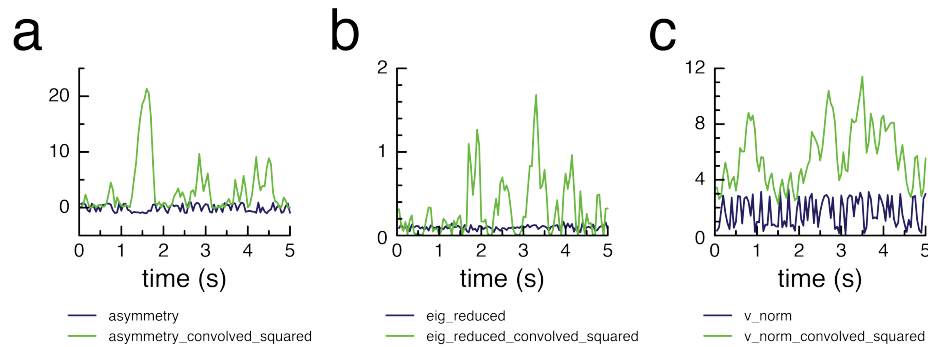 a b c
20
10
0
0 1 2 3 4 5
time (s)
asymmetry
asymmetry_convolved_squared
2
1
0
0 1 2 3 4 5
time (s)
eig_reduced
eig_reduced_convolved_squared
12
8
4
0
0 1 2 3 4 5
time (s)
v_norm
v_norm_convolved_squared